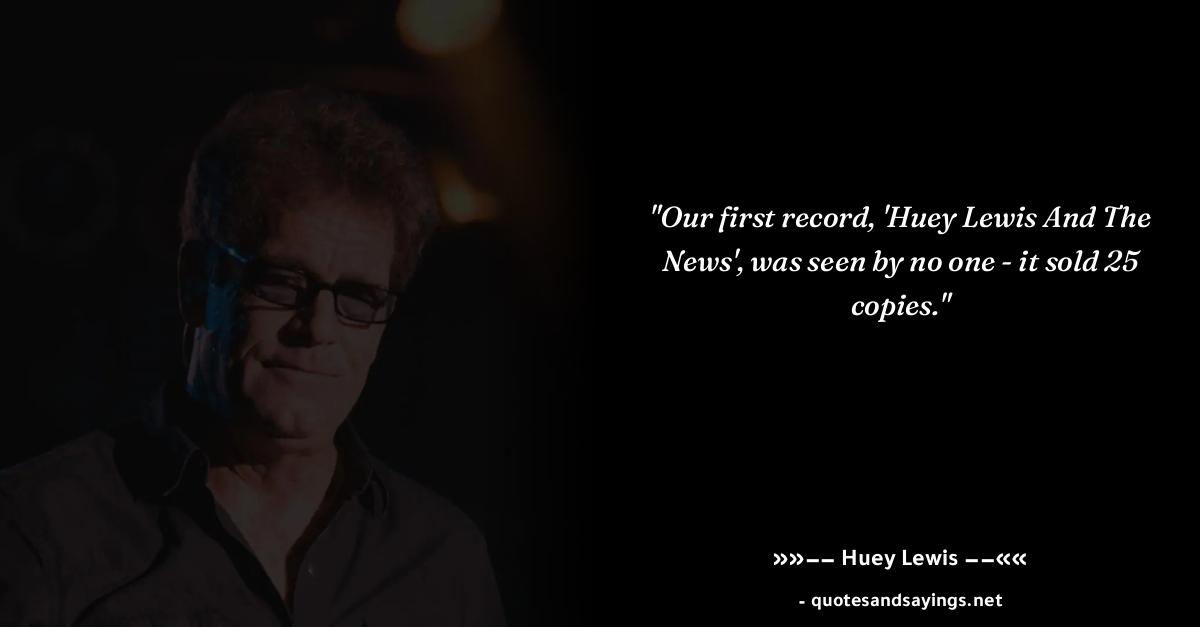 "Our first record, 'Huey Lewis And The
News', was seen by no one - it sold 25
copies."
»»−− Huey Lewis −−««
- quotesandsayings.net